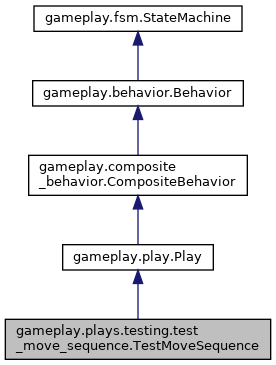 gameplay.fsm.StateMachine
gameplay.behavior.Behavior
gameplay.composite
_behavior.CompositeBehavior
gameplay.play.Play
gameplay.plays.testing.test
_move_sequence.TestMoveSequence